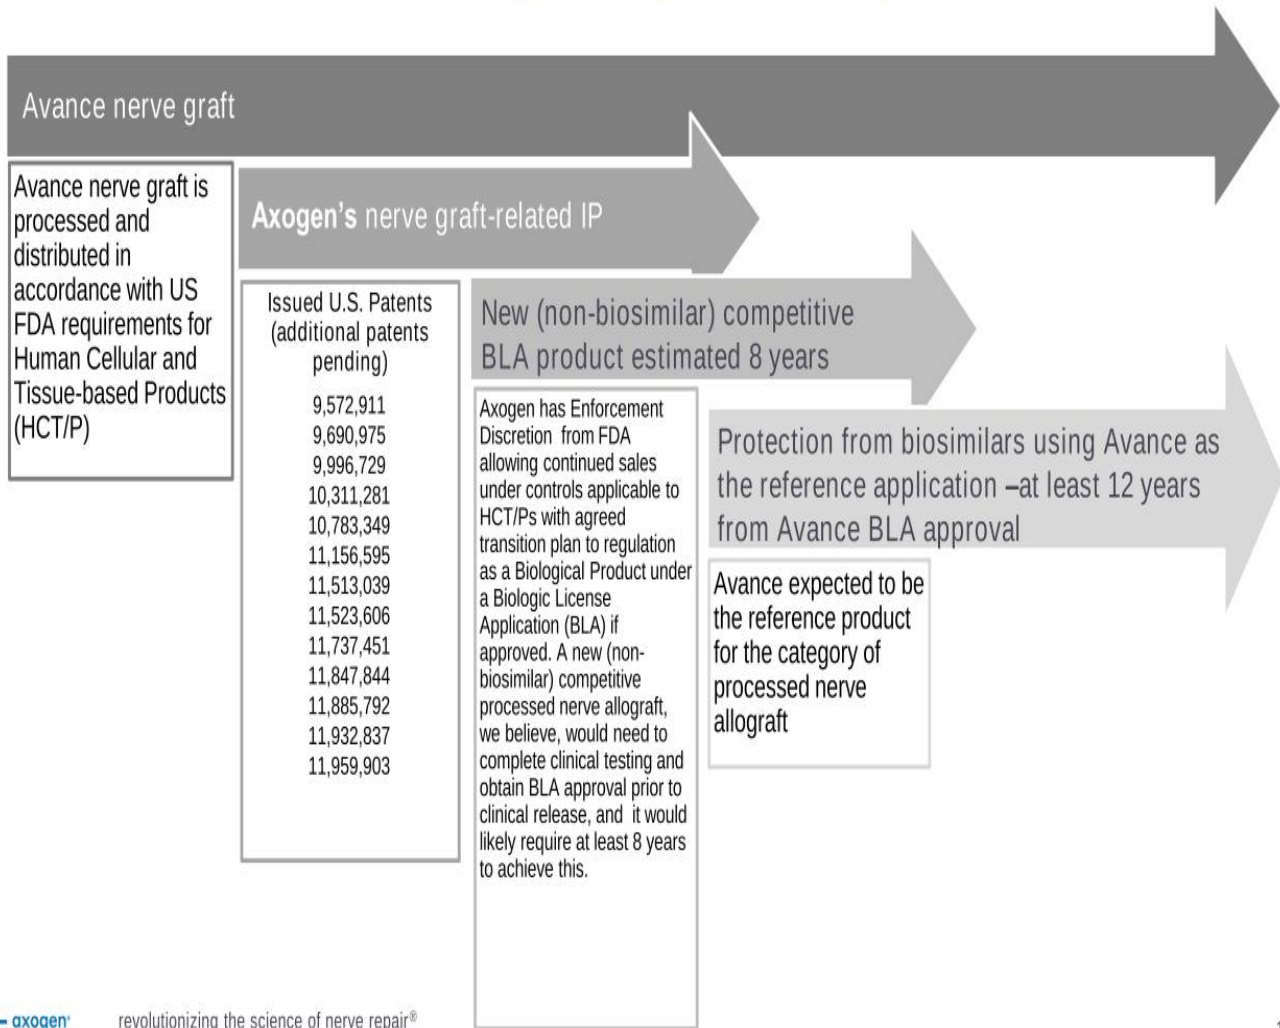 Avance nerve graft
Avance nerve graft is
processed and
distributed in
accordance with US
FDA requirements for
Human Cellular and
Tissue-based Products
(HCT/P)
Axogen’s nerve graft-related IP
Issued U.S. Patents
(additional patents
pending)
9,572,911
9,690,975
9,996,729
10,311,281
10,783,349
11,156,595
11,513,039
11,523,606
11,737,451
11,847,844
11,885,792
11,932,837
11,959,903
New (non-biosimilar) competitive
BLA product estimated 8 years
Axogen has Enforcement
Discretion from FDA
allowing continued sales
under controls applicable to
HCT/Ps with agreed
transition plan to regulation
as a Biological Product under
a Biologic License
Application (BLA) if
approved. A new (non-
biosimilar) competitive
processed nerve allograft,
we believe, would need to
complete clinical testing and
obtain BLA approval prior to
clinical release, and it would
likely require at least 8 years
to achieve this.
Protection from biosimilars using Avance as
the reference application –at least 12 years
from Avance BLA approval
Avance expected to be
the reference product
for the category of
processed nerve
allograft
axogen®
revolutionizing the science of nerve repair®